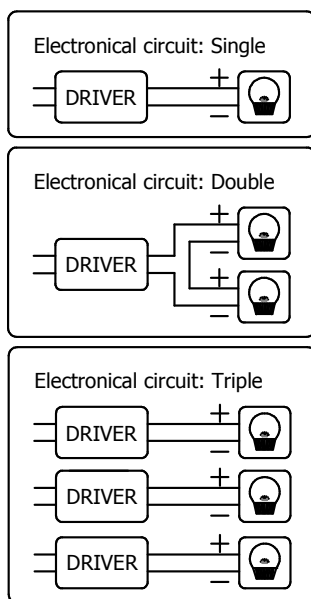 Electronical circuit: Single
+
DRIVER
−
Electronical circuit: Double
+
−
DRIVER
+
−
Electronical circuit: Triple
+
DRIVER
−
+
DRIVER
−
+
DRIVER
−